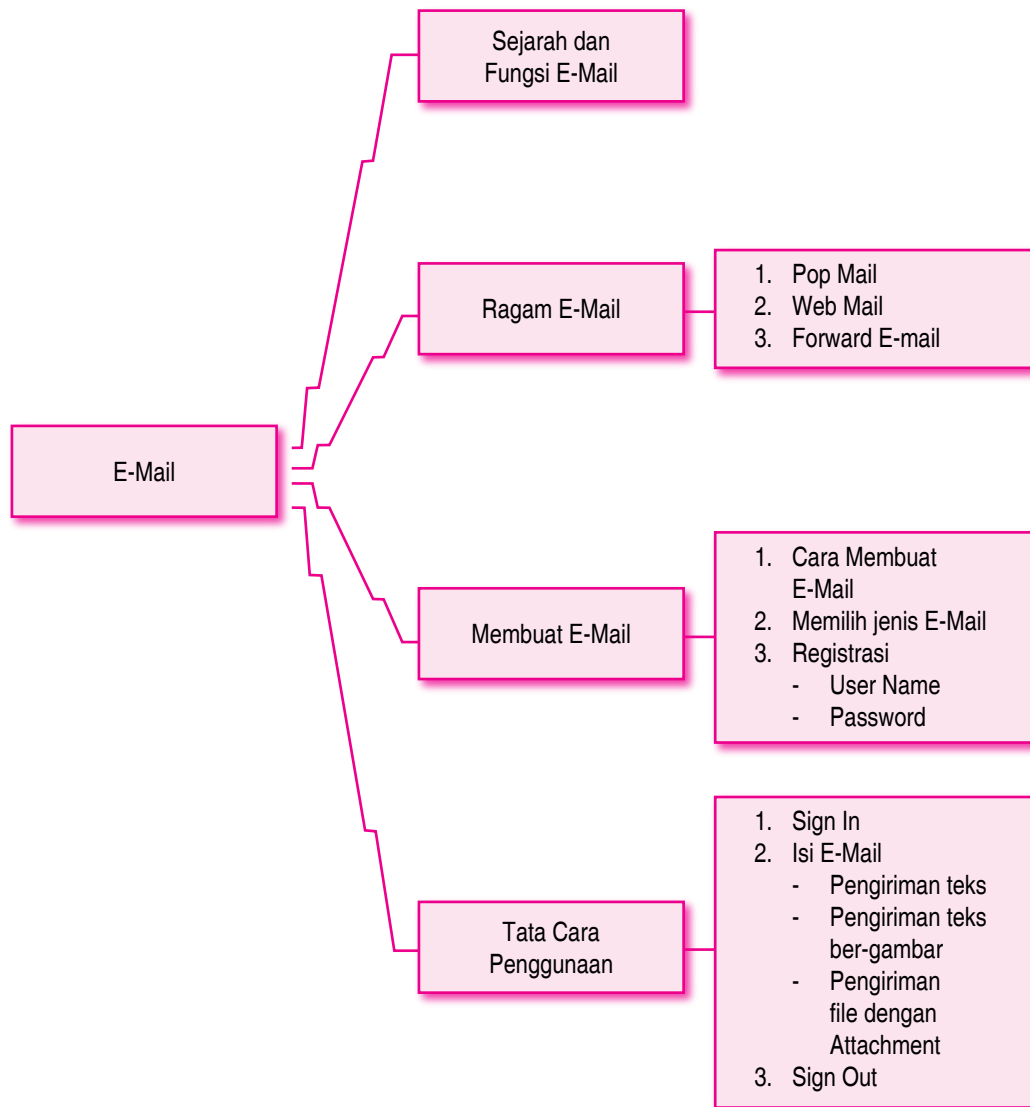 Sejarah dan
Fungsi E-Mail
Ragam E-Mail
1. Pop Mail
2. Web Mail
3. Forward E-mail
E-Mail
Membuat E-Mail
1. Cara Membuat
E-Mail
2. Memilih jenis E-Mail
3. Registrasi
- User Name
- Password
Tata Cara
Penggunaan
1. Sign In
2. Isi E-Mail
- Pengiriman teks
- Pengiriman teks
ber-gambar
- Pengiriman
file dengan
Attachment
3. Sign Out